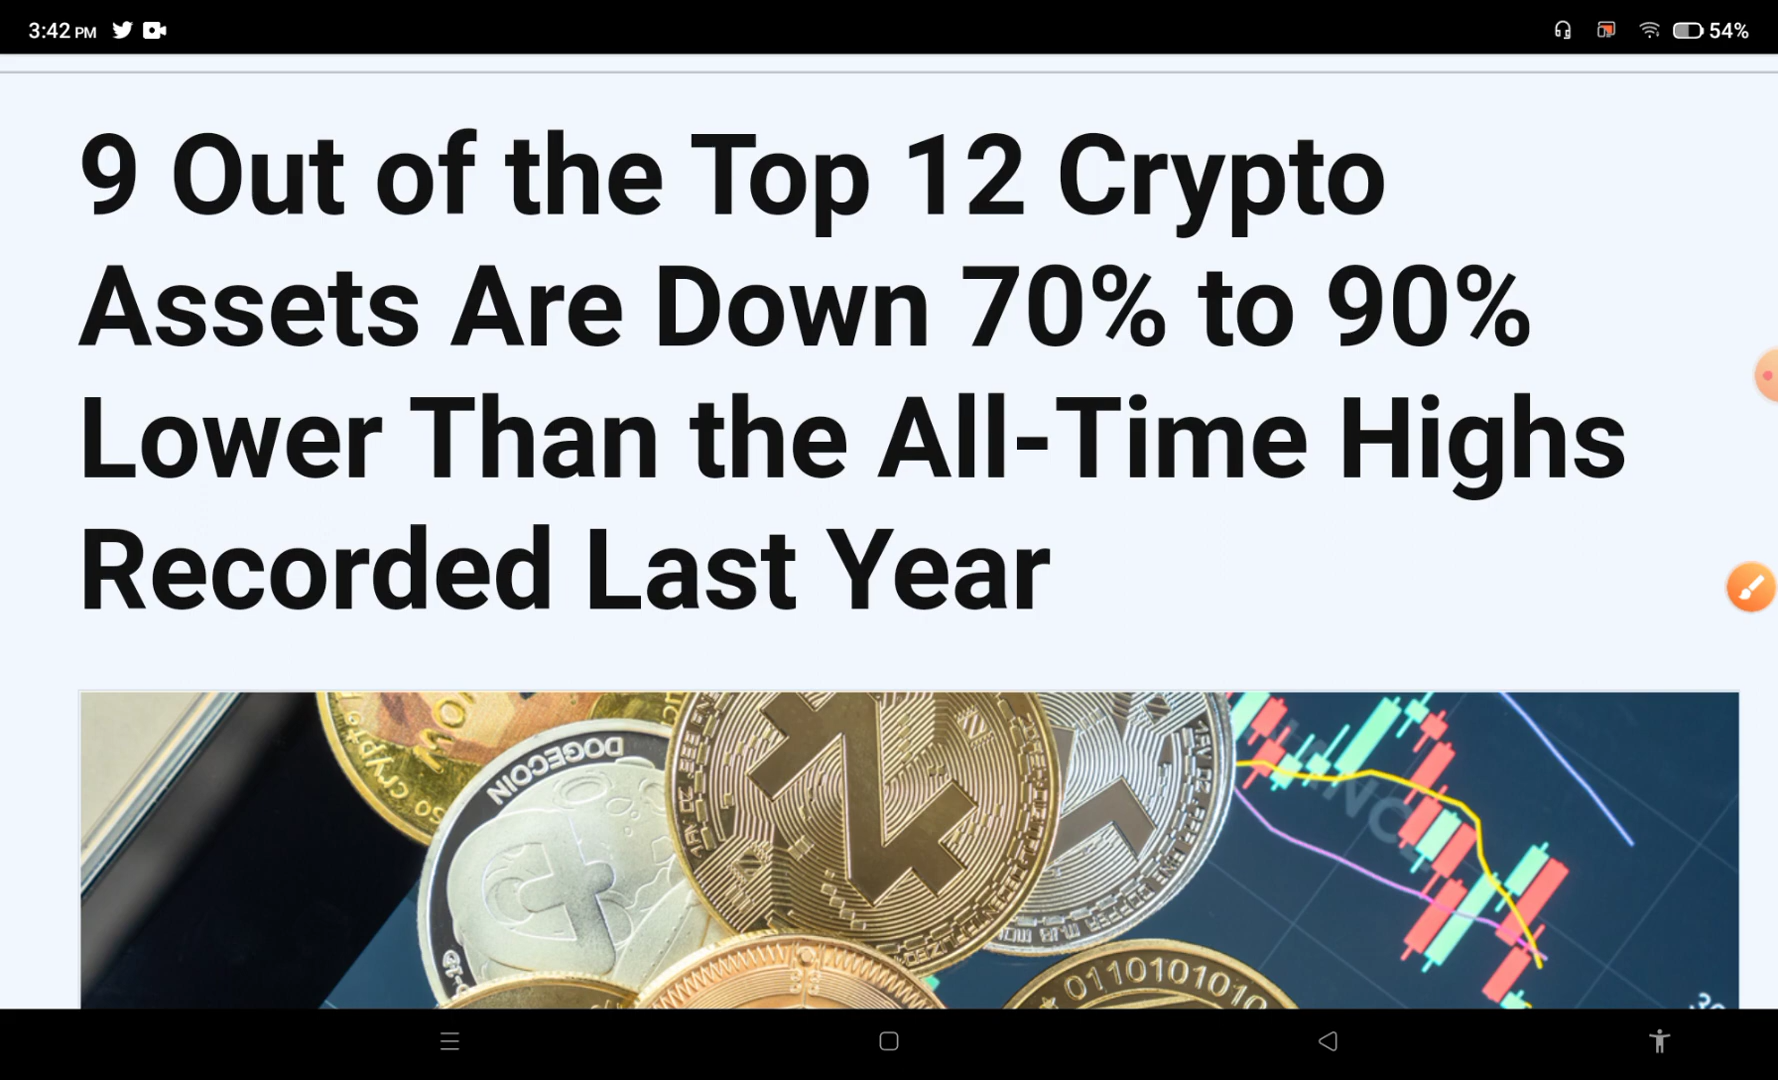 3:42 PM
54%
9 Out of the Top 12 Crypto
Assets Are Down 70% to 90%
Lower Than the All-Time Highs
Recorded Last Year
DOGECOIN
01101010